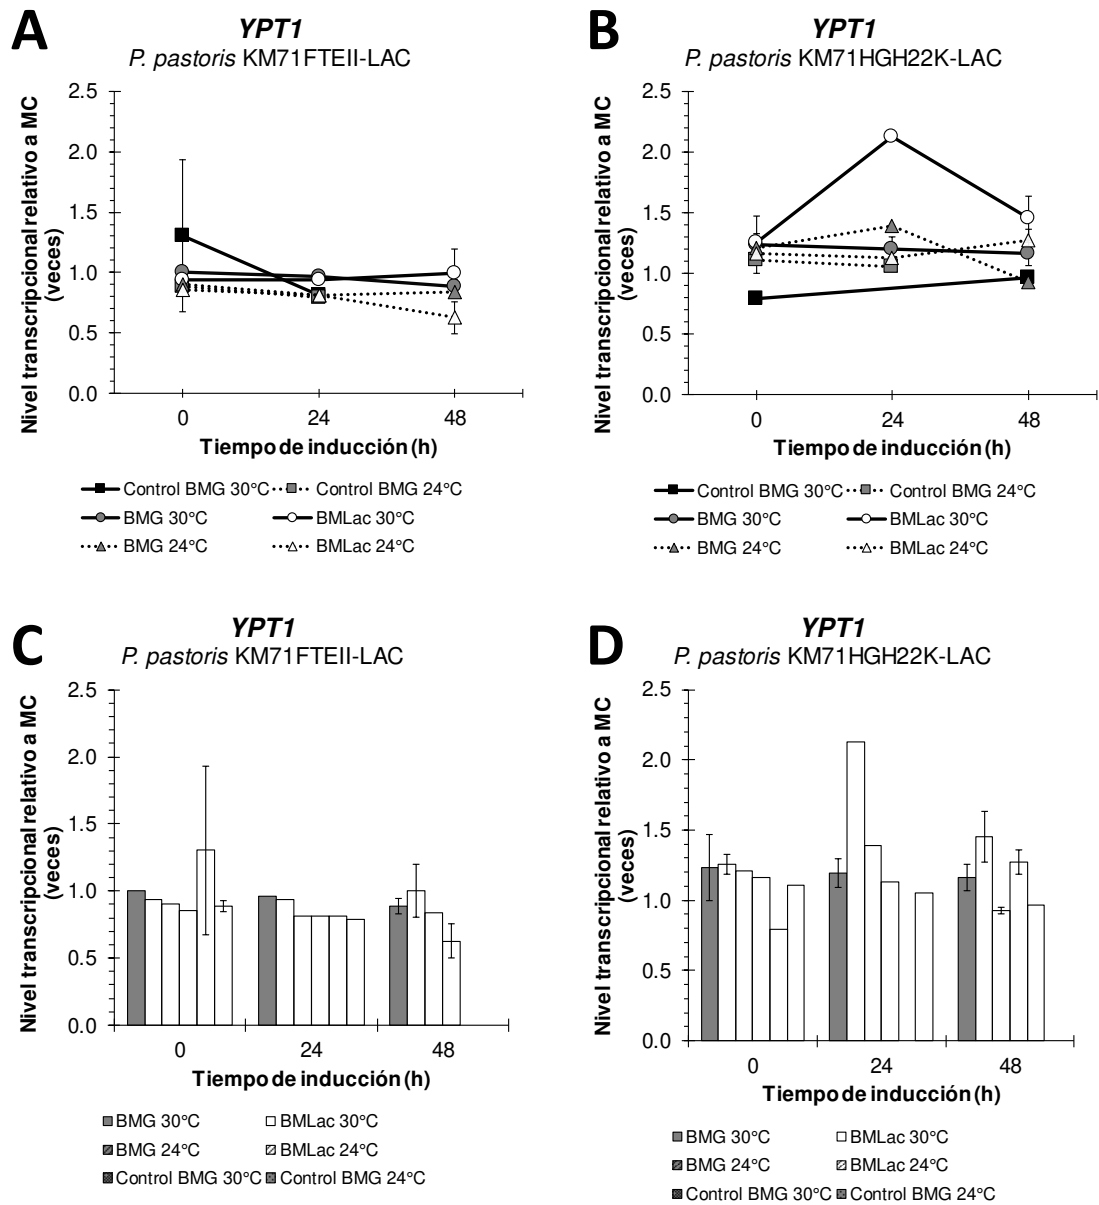 A
YPT1
P. pastoris KM71FTEII-LAC
Nivel transcripcional relativo a MC
(veces)
2.5
2.0
1.5
1.0
0.5
0.0
0 24 48
Tiempo de inducción (h)
Control BMG 30°C Control BMG 24°C
BMG 30°C BMLac 30°C
BMG 24°C BMLac 24°C
B
YPT1
P. pastoris KM71HGH22K-LAC
Nivel transcripcional relativo a MC
(veces)
2.5
2.0
1.5
1.0
0.5
0.0
0 24 48
Tiempo de inducción (h)
Control BMG 30°C Control BMG 24°C
BMG 30°C BMLac 30°C
BMG 24°C BMLac 24°C
C
YPT1
P. pastoris KM71FTEII-LAC
Nivel transcripcional relativo a MC
(veces)
2.5
2.0
1.5
1.0
0.5
0.0
0 24 48
Tiempo de inducción (h)
BMG 30°C BMLac 30°C
BMG 24°C BMLac 24°C
Control BMG 30°C Control BMG 24°C
D
YPT1
P. pastoris KM71HGH22K-LAC
Nivel transcripcional relativo a MC
(veces)
2.5
2.0
1.5
1.0
0.5
0.0
0 24 48
Tiempo de inducción (h)
BMG 30°C BMLac 30°C
BMG 24°C BMLac 24°C
Control BMG 30°C Control BMG 24°C